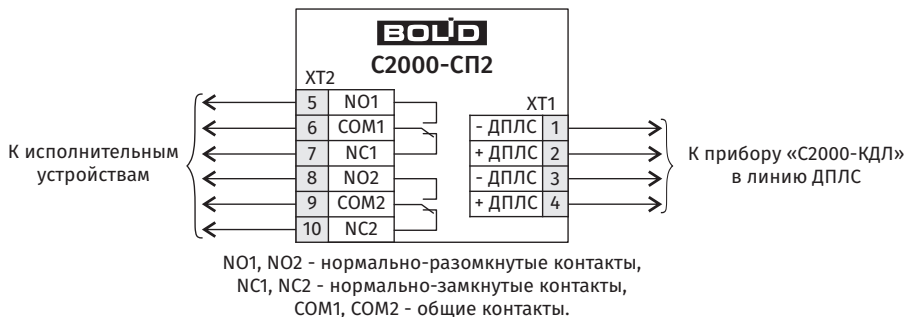 BOLID
С2000-СП2
XT2
XT1
5 NO1
6 COM1
7 NC1
8 NO2
9 COM2
10 NC2
- ДПЛС 1
+ ДПЛС 2
- ДПЛС 3
+ ДПЛС 4
К исполнительным
устройствам
К прибору «С2000-КДЛ»
в линию ДПЛС
NO1, NO2 - нормально-разомкнутые контакты,
NC1, NC2 - нормально-замкнутые контакты,
COM1, COM2 - общие контакты.